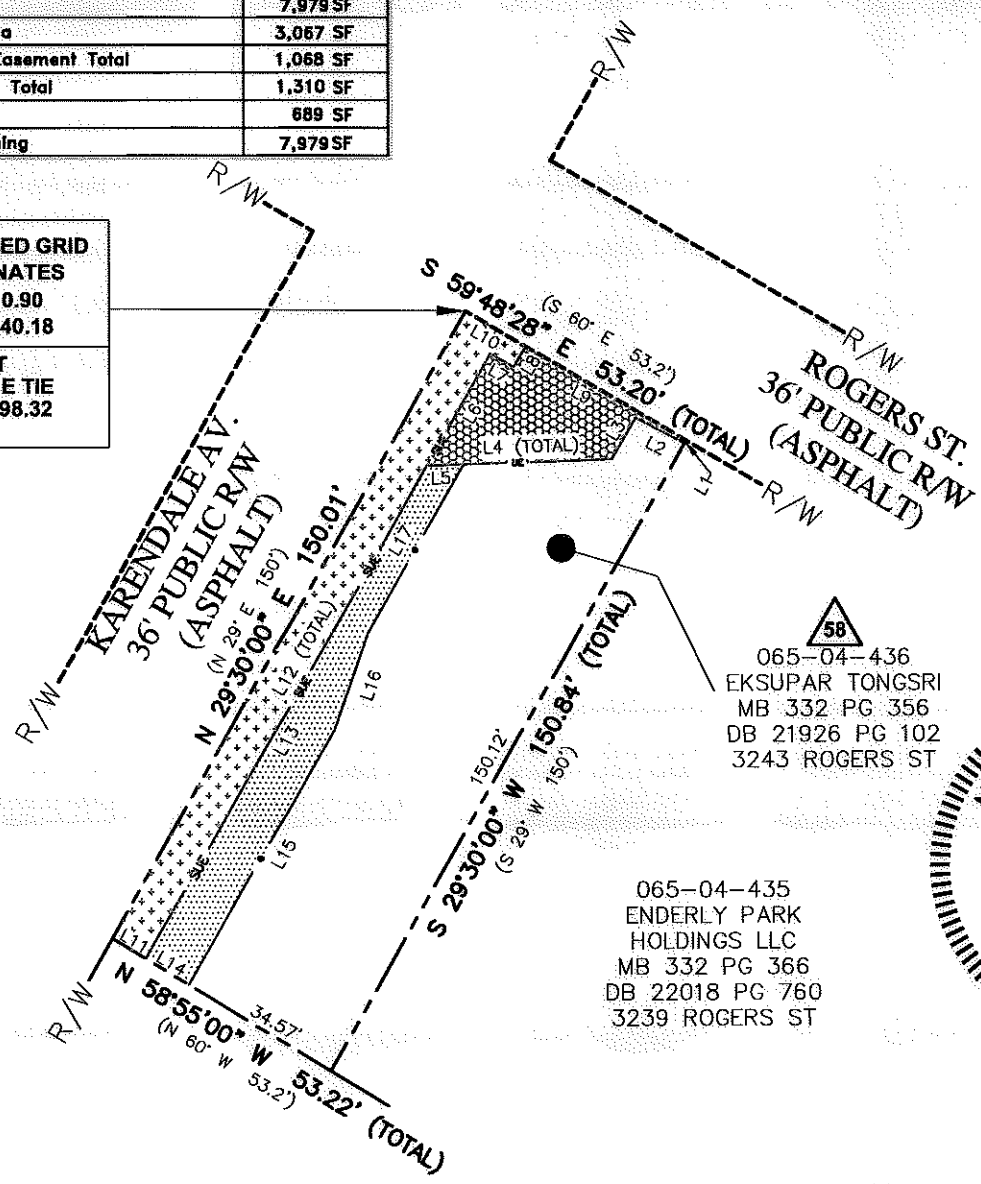 7,979 SF
a 3,067 SF
Easement Total 1,068 SF
Total 1,310 SF
689 SF
ing 7,979 SF
ED GRID
NATES
0.90
40.18
T
E TIE
98.32
R/W
R/W
R/W
R/W
R/W
R/W
S 59°48'28" E 53.20' (TOTAL)
(S 60° E 53.2')
ROGERS ST.
36' PUBLIC R/W
(ASPHALT)
KARENDALE AV.
36' PUBLIC R/W
(ASPHALT)
N 29°30'00" E 150.01'
(N 29° E 150')
L10
L7
L8
L9
L6
L3
L2
L1
L4 (TOTAL)
UE
L5
L17
SUE
L12 (TOTAL)
SUE
L13
L16
L15
SUE
L11
L14
150.12'
S 29°30'00" W 150.84' (TOTAL)
(S 29° W 150')
34.57'
N 58°55'00" W 53.22' (TOTAL)
(N 60° W 53.2')
58
065-04-436
EKSUPAR TONGSRI
MB 332 PG 356
DB 21926 PG 102
3243 ROGERS ST
065-04-435
ENDERLY PARK
HOLDINGS LLC
MB 332 PG 366
DB 22018 PG 760
3239 ROGERS ST